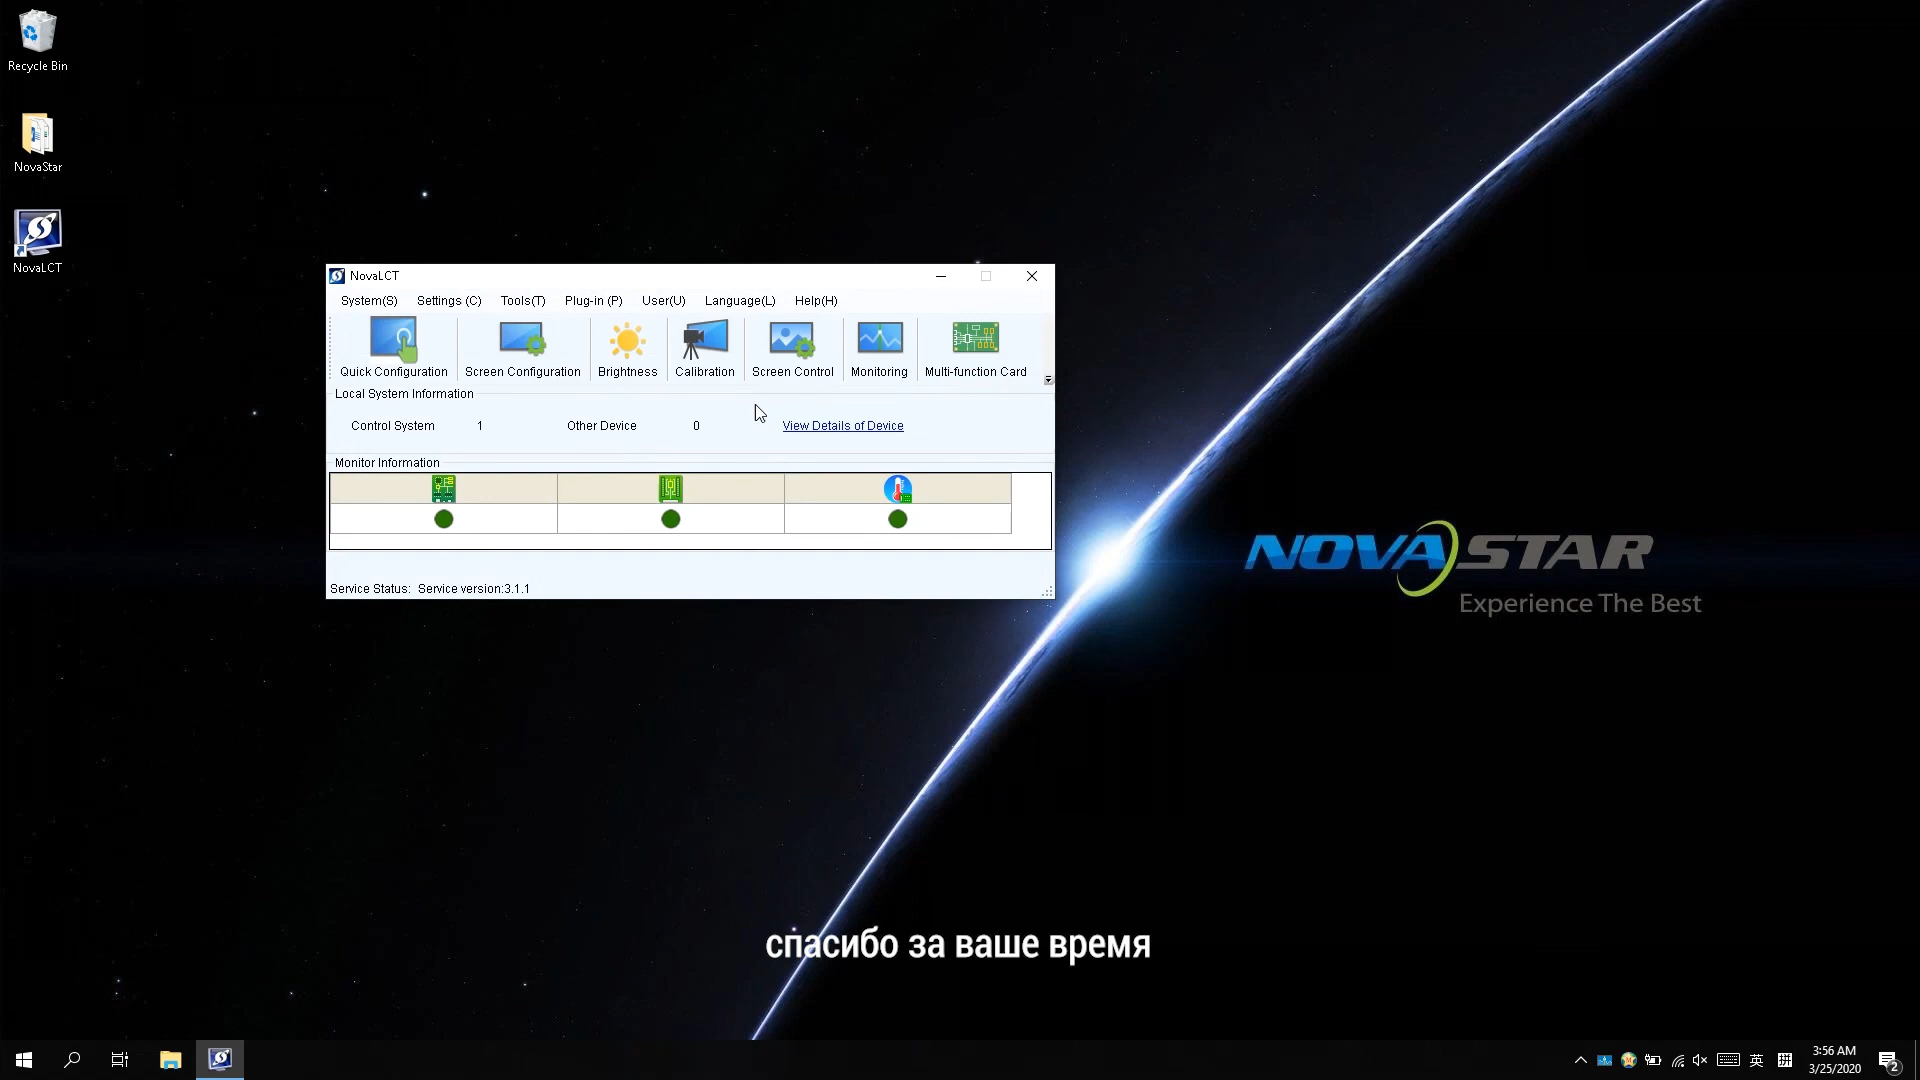 Recycle Bin
NovaStar
NovaLCT
NovaLCT
System(S) Settings (C) Tools(T) Plug-in (P) User(U) Language(L) Help(H)
Quick Configuration Screen Configuration Brightness Calibration Screen Control Monitoring Multi-function Card
Local System Information
Control System 1 Other Device 0 View Details of Device
Monitor Information
Service Status: Service version:3.1.1
NOVASTAR
Experience The Best
спасибо за ваше время
英 拼
3:56 AM
3/25/2020
2